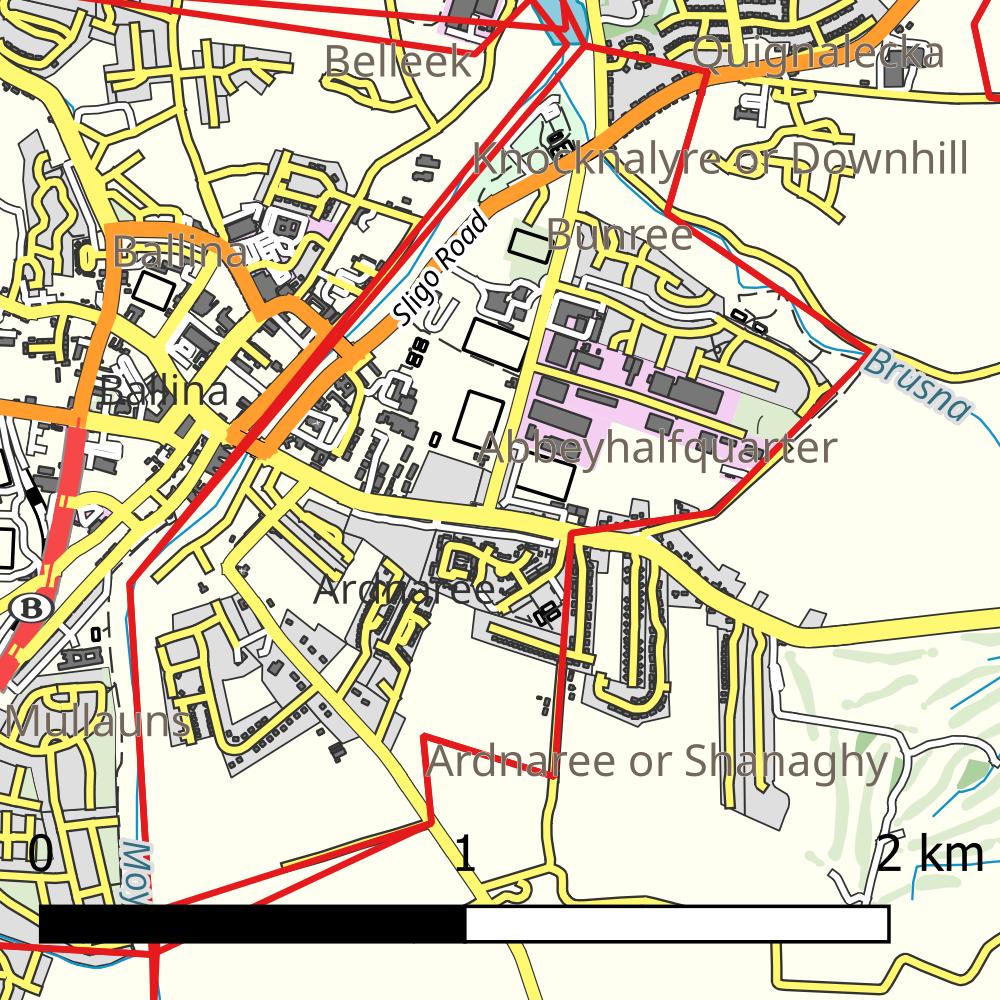 Belleek
Quignalecka
Knocknalyre or Downhill
Bunree
Ballina
Sligo Road
Brusna
Ballina
Abbeyhalfquarter
Ardnaree
B
Mullauns
Ardnaree or Shanaghy
Moy
0 1 2 km